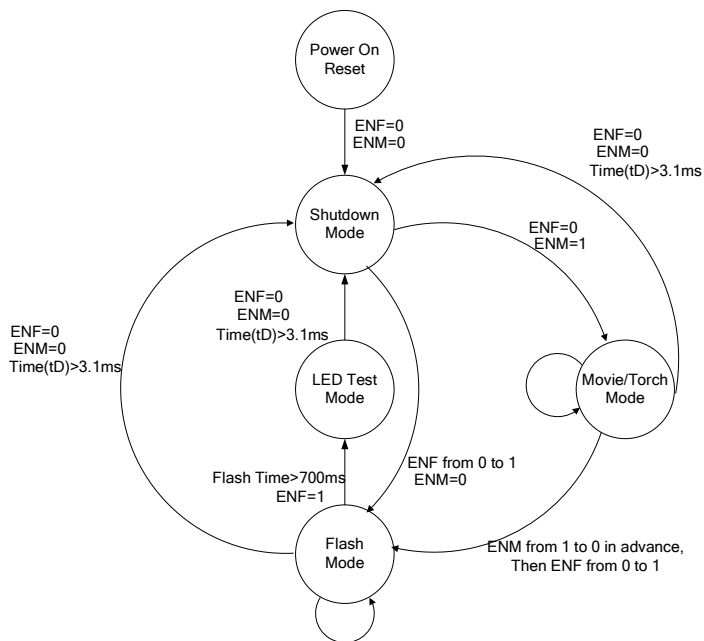 Power On
Reset
ENF=0
ENM=0
ENF=0
ENM=0
Time(tD)>3.1ms
Shutdown
Mode
ENF=0
ENM=1
ENF=0
ENM=0
Time(tD)>3.1ms
ENF=0
ENM=0
Time(tD)>3.1ms
LED Test
Mode
Movie/Torch
Mode
Flash Time>700ms
ENF=1
ENF from 0 to 1
ENM=0
Flash
Mode
ENM from 1 to 0 in advance,
Then ENF from 0 to 1